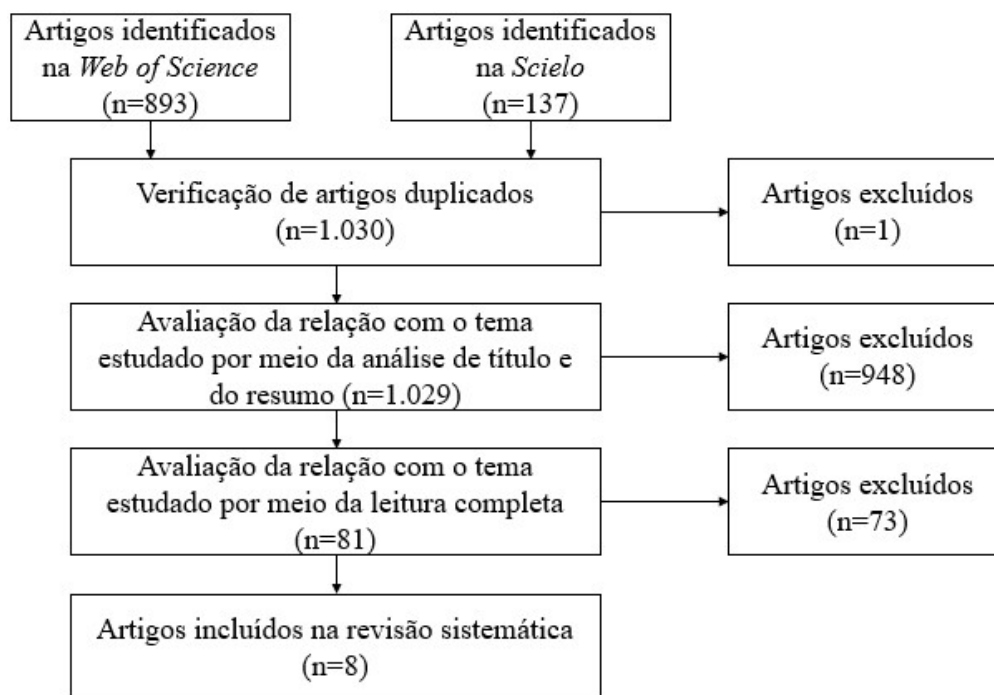 Artigos identificados
na Web of Science
(n=893)
Artigos identificados
na Scielo
(n=137)
Verificação de artigos duplicados
(n=1.030)
Artigos excluídos
(n=1)
Avaliação da relação com o tema
estudado por meio da análise de título e
do resumo (n=1.029)
Artigos excluídos
(n=948)
Avaliação da relação com o tema
estudado por meio da leitura completa
(n=81)
Artigos excluídos
(n=73)
Artigos incluídos na revisão sistemática
(n=8)